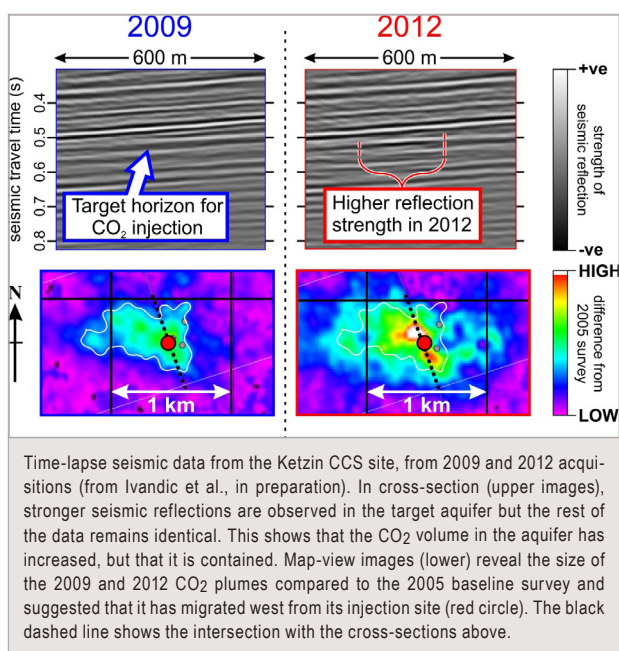 2009
2012
600 m
600 m
seismic travel time (s)
0.4
0.5
0.6
0.7
0.8
Target horizon for
CO2 injection
Higher reflection
strength in 2012
+ve
strength of
seismic reflection
-ve
N
1 km
1 km
HIGH
difference from
2005 survey
LOW
Time-lapse seismic data from the Ketzin CCS site, from 2009 and 2012 acqui-
sitions (from Ivandic et al., in preparation). In cross-section (upper images),
stronger seismic reflections are observed in the target aquifer but the rest of
the data remains identical. This shows that the CO2 volume in the aquifer has
increased, but that it is contained. Map-view images (lower) reveal the size of
the 2009 and 2012 CO2 plumes compared to the 2005 baseline survey and
suggested that it has migrated west from its injection site (red circle). The black
dashed line shows the intersection with the cross-sections above.